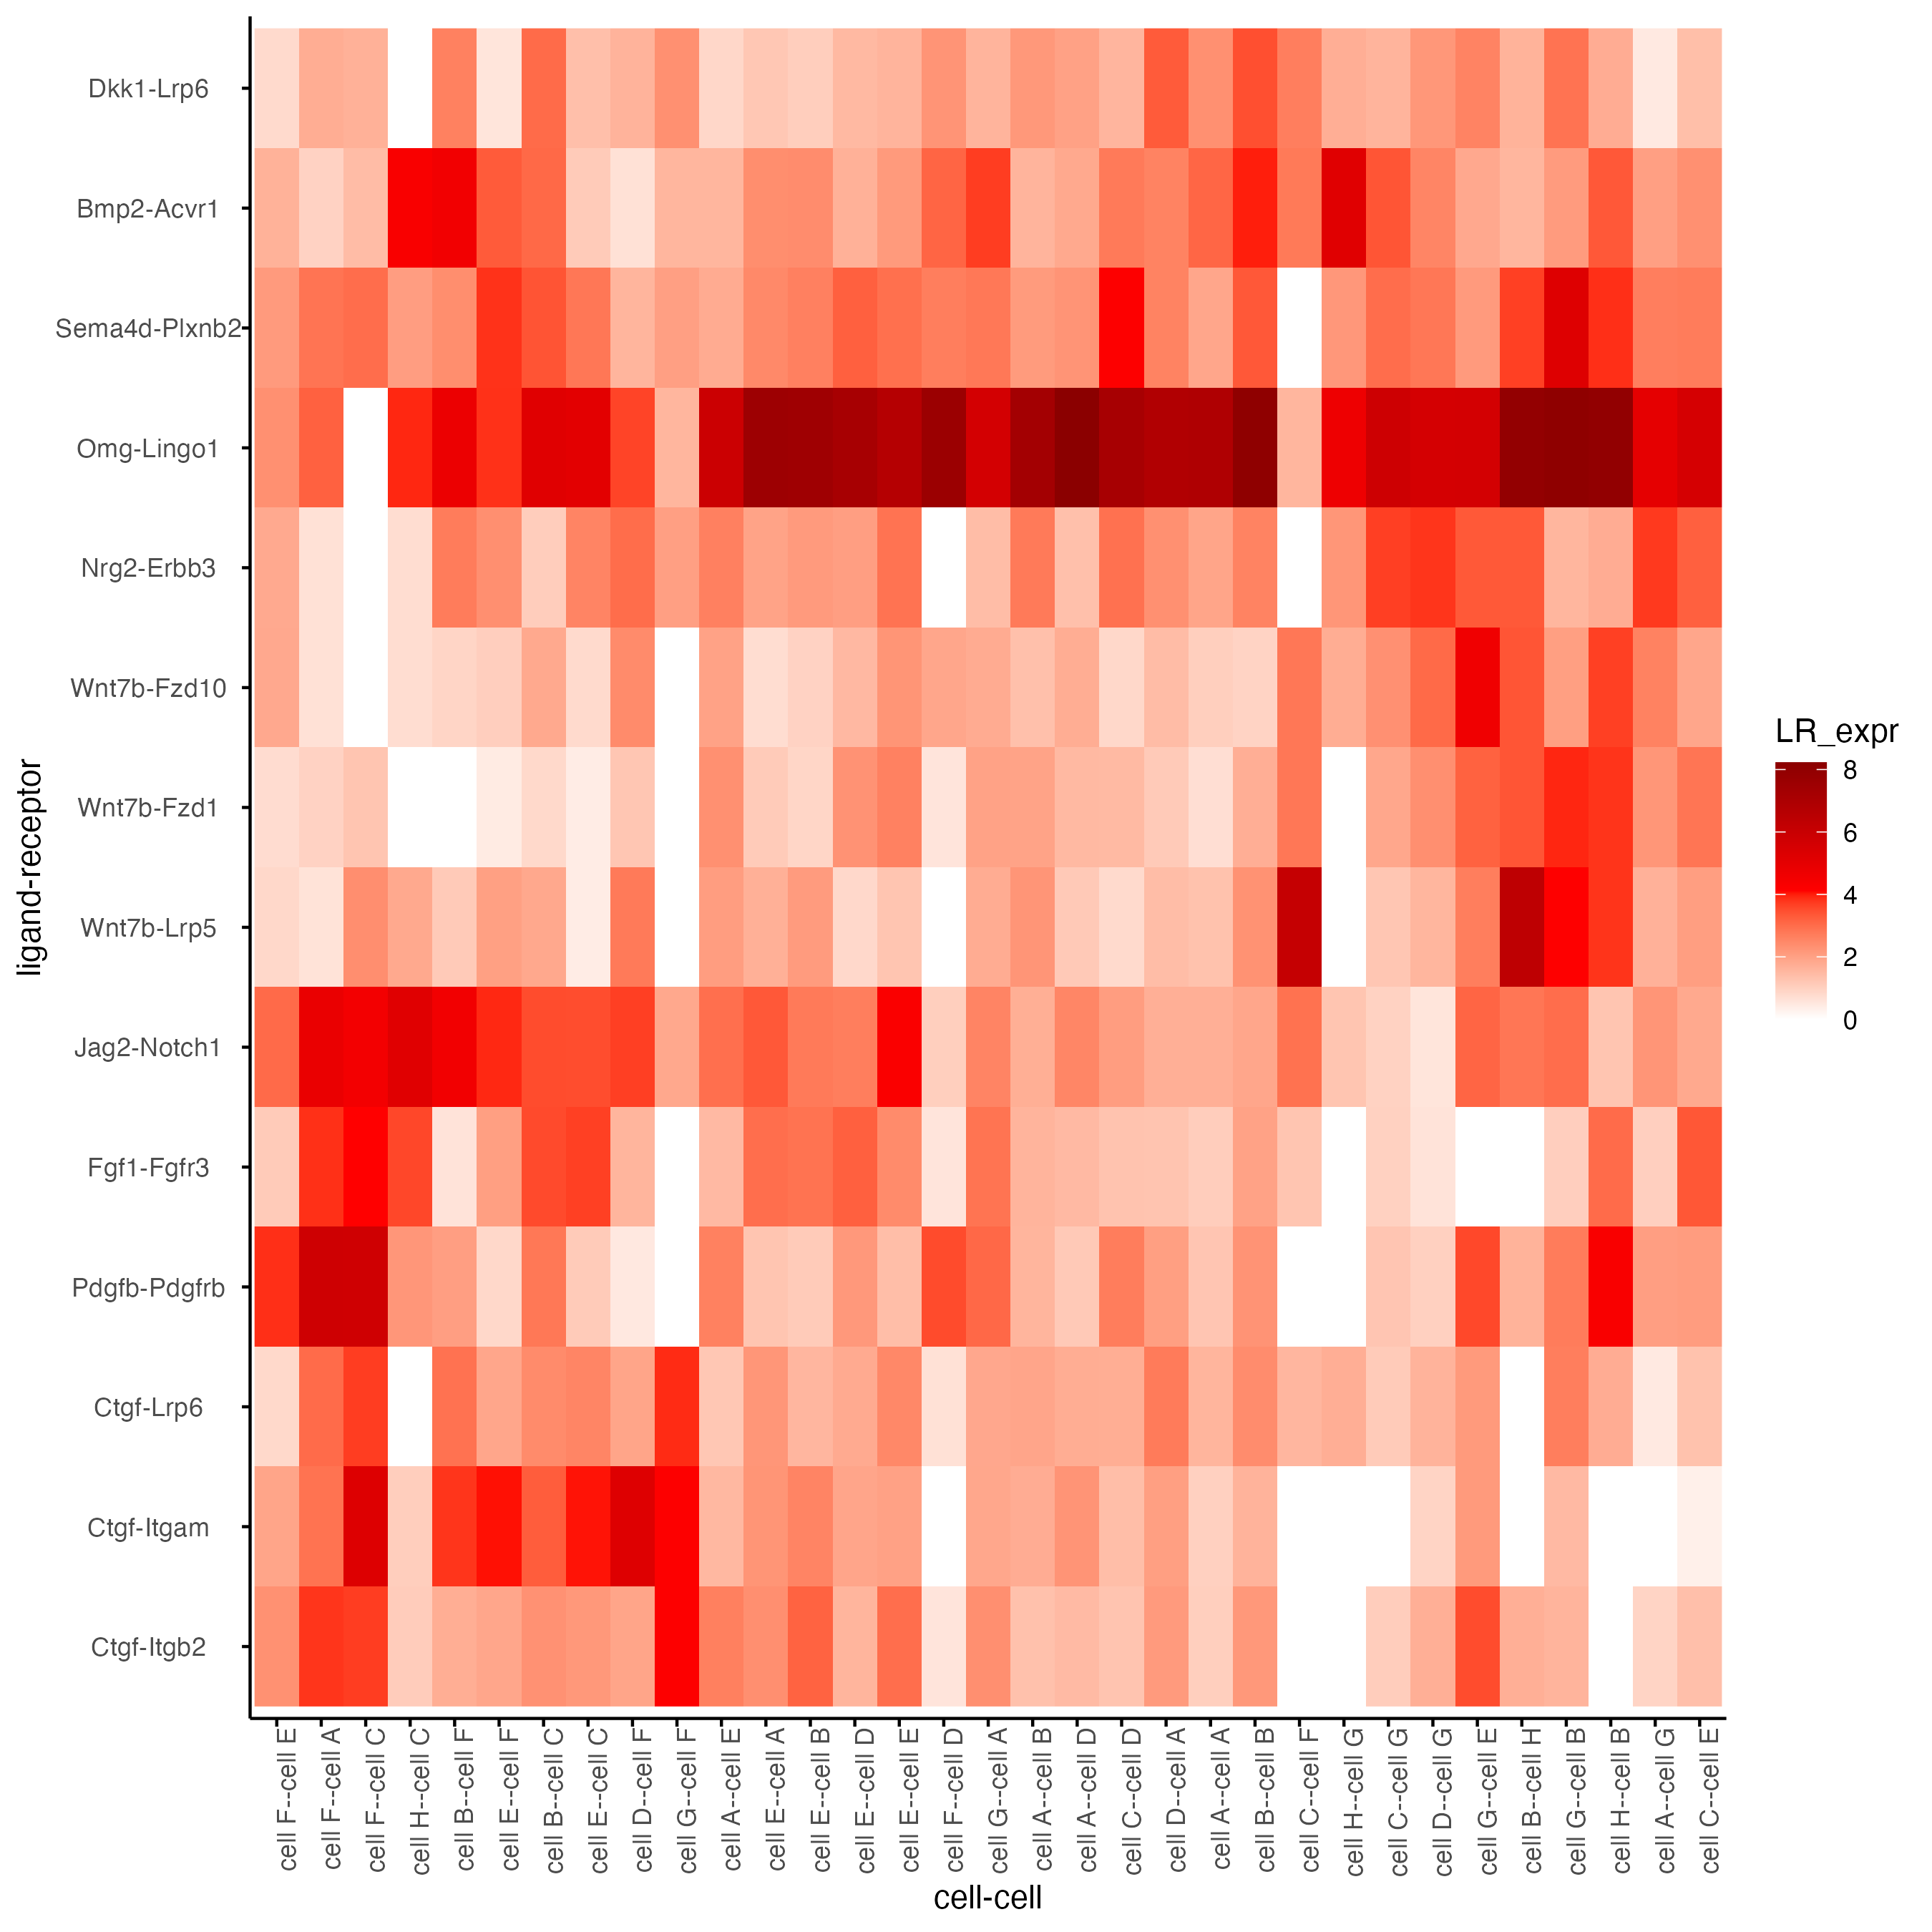 Dkk1-Lrp6
Bmp2-Acvr1
Sema4d-Plxnb2
Omg-Lingo1
Nrg2-Erbb3
Wnt7b-Fzd10
Wnt7b-Fzd1
Wnt7b-Lrp5
Jag2-Notch1
Fgf1-Fgfr3
Pdgfb-Pdgfrb
Ctgf-Lrp6
Ctgf-Itgam
Ctgf-Itgb2
ligand-receptor
cell F--cell E
cell F--cell A
cell F--cell C
cell H--cell C
cell B--cell F
cell E--cell F
cell B--cell C
cell E--cell C
cell D--cell F
cell G--cell F
cell A--cell E
cell E--cell A
cell E--cell B
cell E--cell D
cell E--cell E
cell F--cell D
cell G--cell A
cell A--cell B
cell A--cell D
cell C--cell D
cell D--cell A
cell A--cell A
cell B--cell B
cell C--cell F
cell H--cell G
cell C--cell G
cell D--cell G
cell G--cell E
cell B--cell H
cell G--cell B
cell H--cell B
cell A--cell G
cell C--cell E
cell-cell
LR_expr
8
6
4
2
0